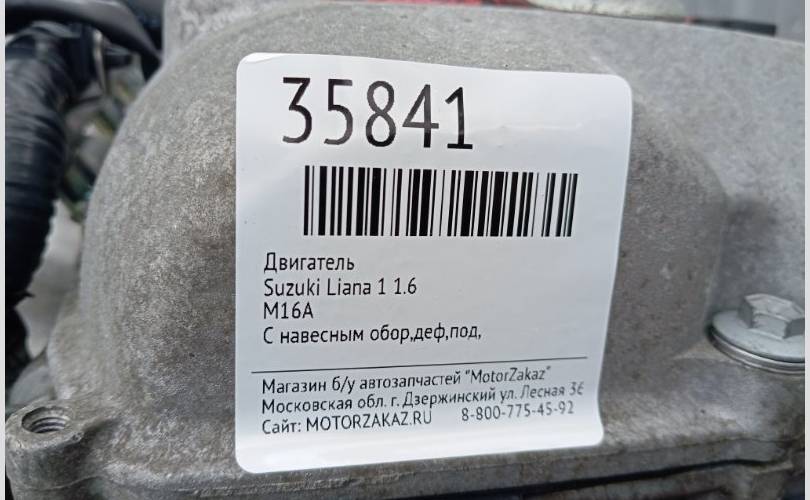 35841
Двигатель
Suzuki Liana 1 1.6
M16A
С навесным обор,деф,под,
Магазин б/у автозапчастей "MotorZakaz"
Московская обл. г. Дзержинский ул. Лесная 36
Сайт: MOTORZAKAZ.RU 8-800-775-45-92